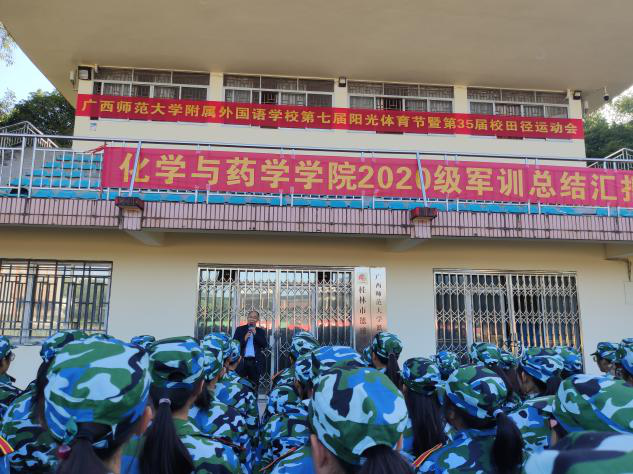 广西师范大学附属外国语学校第七届阳光体育节暨第35届校田径运动会
化学与药学学院2020级军训总结汇报
桂林市
广西师范大学